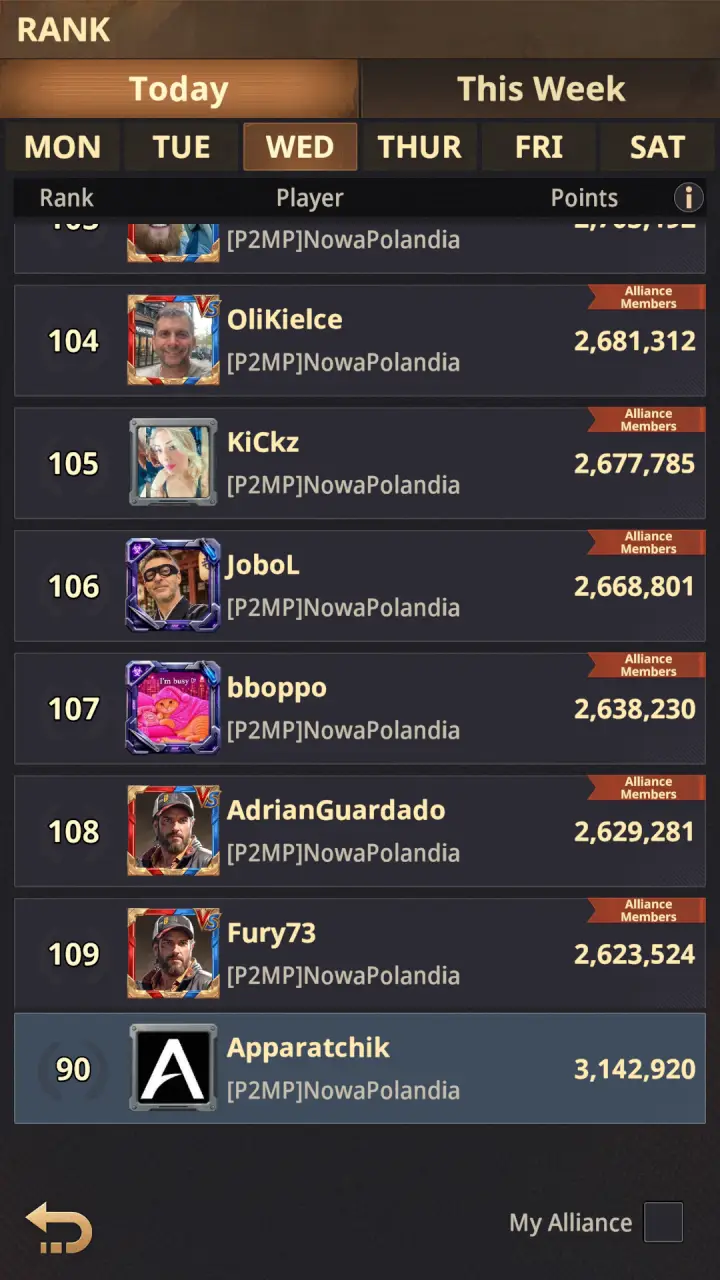 RANK
Today
This Week
MON TUE WED THUR FRI SAT
Rank Player Points
[P2MP]NowaPolandia
Alliance Members
104 OliKielce 2,681,312
[P2MP]NowaPolandia
Alliance Members
105 KiCkz 2,677,785
[P2MP]NowaPolandia
Alliance Members
106 JoboL 2,668,801
[P2MP]NowaPolandia
Alliance Members
I'm busy
107 bboppo 2,638,230
[P2MP]NowaPolandia
Alliance Members
108 AdrianGuardado 2,629,281
[P2MP]NowaPolandia
Alliance Members
109 Fury73 2,623,524
[P2MP]NowaPolandia
90 Apparatchik 3,142,920
[P2MP]NowaPolandia
My Alliance